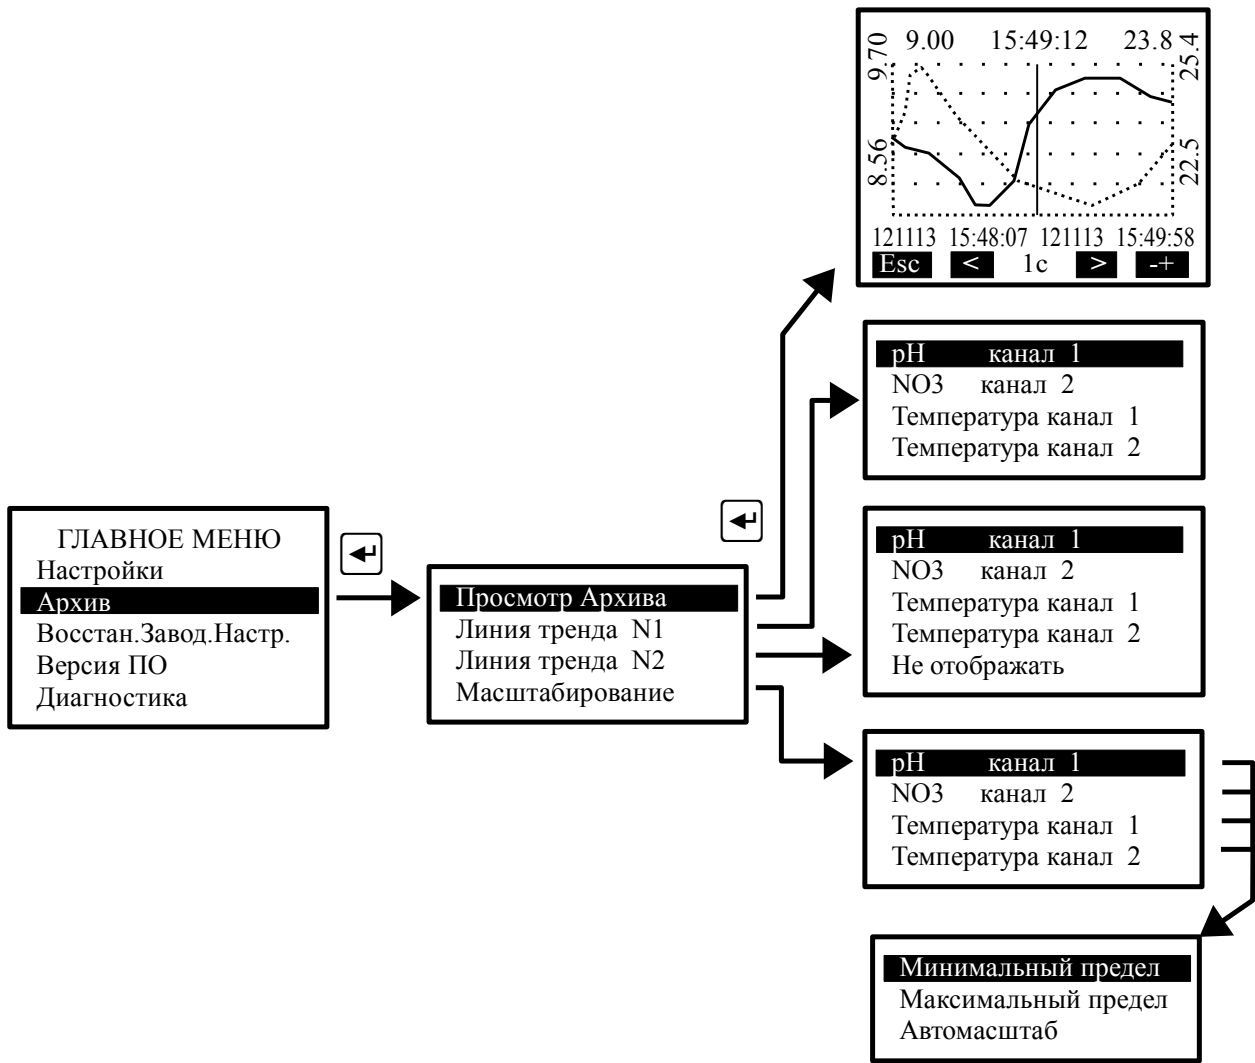 9.70
9.00 15:49:12 23.8
25.4
8.56
22.5
121113 15:48:07 121113 15:49:58
Esc < 1с > -+
pH канал 1
NO3 канал 2
Температура канал 1
Температура канал 2
ГЛАВНОЕ МЕНЮ
Настройки
Архив
Восстан.Завод.Настр.
Версия ПО
Диагностика
Просмотр Архива
Линия тренда N1
Линия тренда N2
Масштабирование
pH канал 1
NO3 канал 2
Температура канал 1
Температура канал 2
Не отображать
pH канал 1
NO3 канал 2
Температура канал 1
Температура канал 2
Минимальный предел
Максимальный предел
Автомасштаб